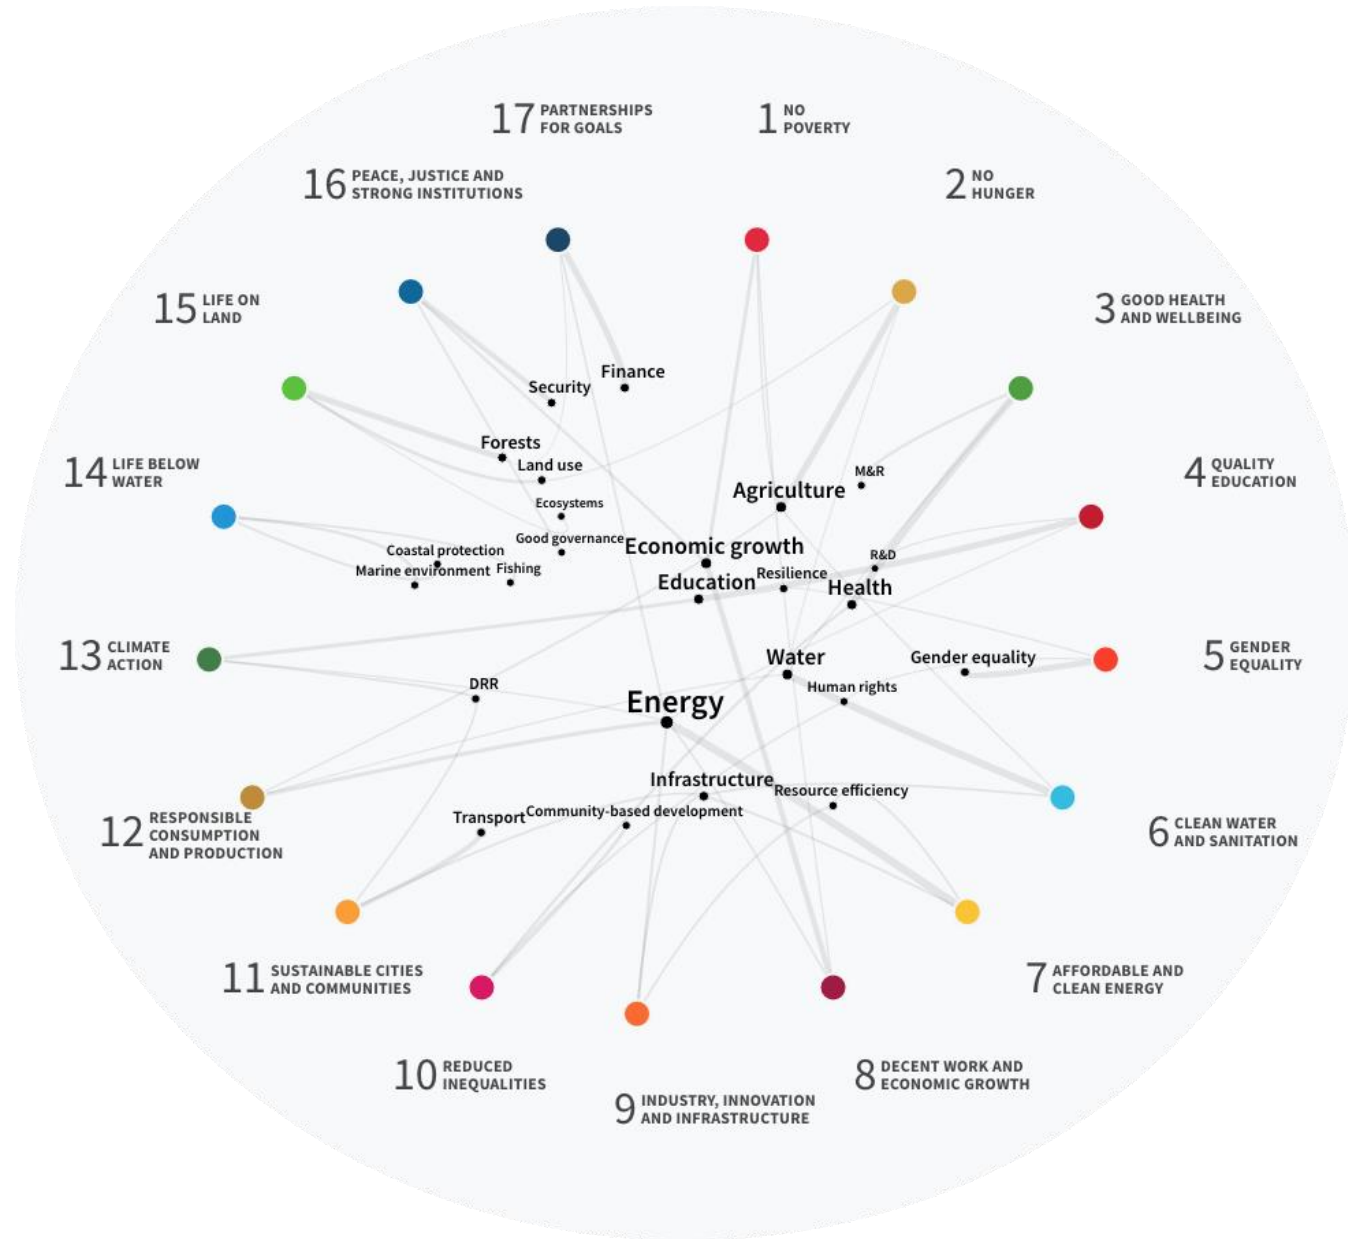 17 PARTNERSHIPS
FOR GOALS
1 NO
POVERTY
16 PEACE, JUSTICE AND
STRONG INSTITUTIONS
2 NO
HUNGER
15 LIFE ON
LAND
3 GOOD HEALTH
AND WELLBEING
Finance
Security
Forests
Land use
14 LIFE BELOW
WATER
4 QUALITY
EDUCATION
M&R
Agriculture
Ecosystems
Good governance
Economic growth
Coastal protection
R&D
Marine environment
Fishing
Education
Resilience
Health
13 CLIMATE
ACTION
5 GENDER
EQUALITY
Water
Gender equality
DRR
Human rights
Energy
Infrastructure
Resource efficiency
Transport
Community-based development
12 RESPONSIBLE
CONSUMPTION
AND PRODUCTION
6 CLEAN WATER
AND SANITATION
11 SUSTAINABLE CITIES
AND COMMUNITIES
7 AFFORDABLE AND
CLEAN ENERGY
10 REDUCED
INEQUALITIES
8 DECENT WORK AND
ECONOMIC GROWTH
9 INDUSTRY, INNOVATION
AND INFRASTRUCTURE